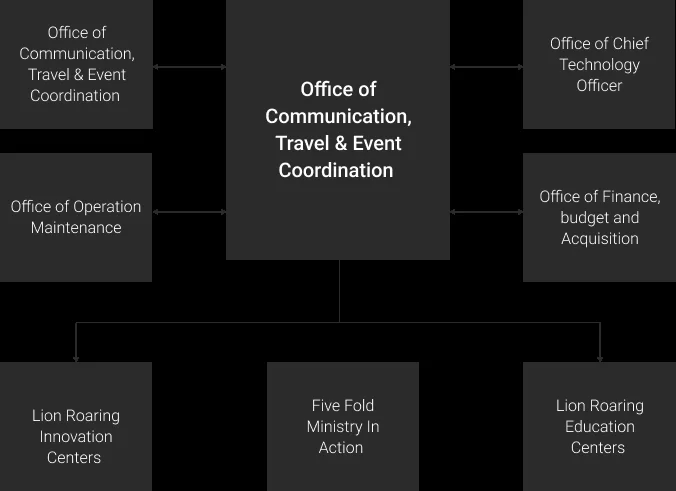 Office of
Communication,
Travel & Event
Coordination
Office of
Communication,
Travel & Event
Coordination
Office of Chief
Technology
Officer
Office of Operation
Maintenance
Office of Finance,
budget and
Acquisition
Lion Roaring
Innovation
Centers
Five Fold
Ministry In
Action
Lion Roaring
Education
Centers